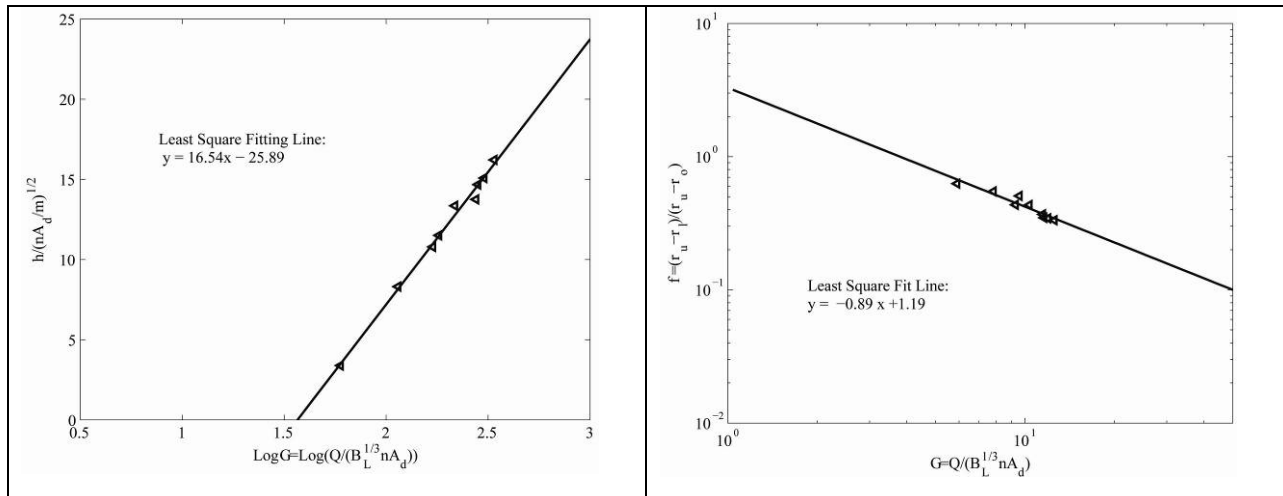 25
20
15
10
5
0
0.5
1
1.5
2
2.5
3
h/(nA_d/m)^{1/2}
Least Square Fitting Line:
y = 16.54x − 25.89
LogG=Log(Q/(B_L^{1/3}nA_d))
10^1
10^0
10^{−1}
10^{−2}
10^0
10^1
f=(r_u−r_l)/(r_u−r_o)
Least Square Fit Line:
y = −0.89 x +1.19
G=Q/(B_L^{1/3}nA_d)